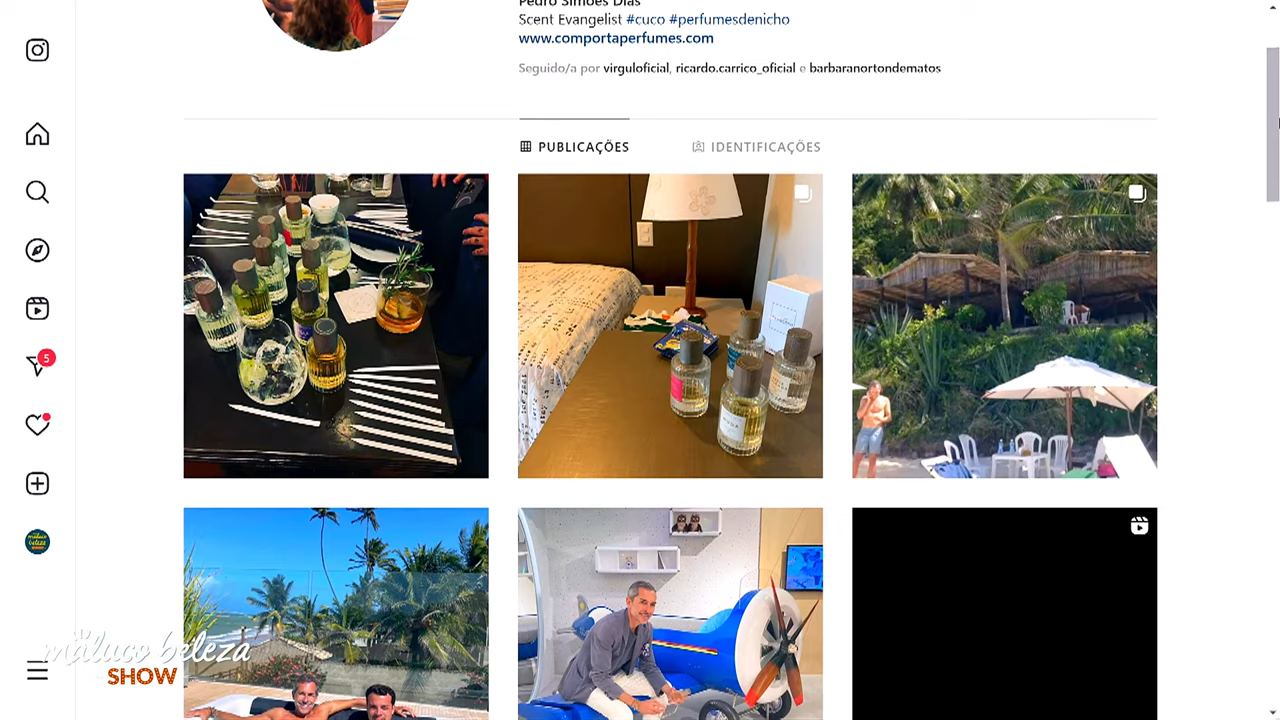 Pedro Simões Dias
Scent Evangelist #cuco #perfumesdenicho
www.comportaperfumes.com
Seguido/a por virguloficial, ricardo.carrico_oficial e barbaranortondematos
PUBLICAÇÕES
IDENTIFICAÇÕES
5
maluco beleza
SHOW